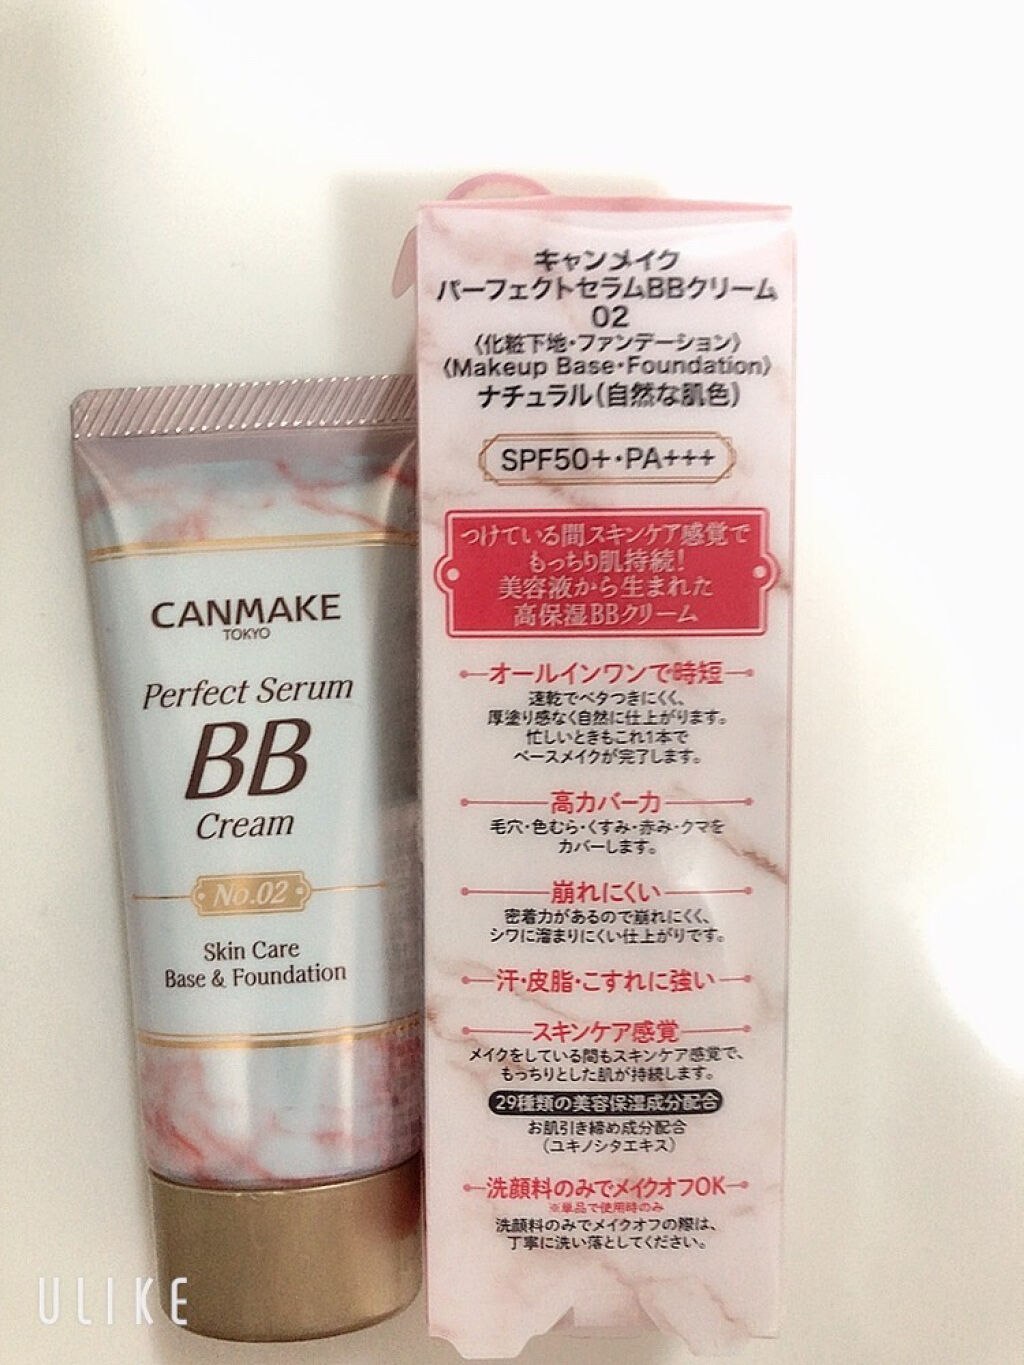 CANMAKE
TOKYO
Perfect Serum
BB
Cream
No.02
Skin Care
Base & Foundation
キャンメイク
パーフェクトセラムBBクリーム
02
〈化粧下地・ファンデーション〉
〈Makeup Base・Foundation〉
ナチュラル(自然な肌色)
SPF50+・PA+++
つけている間スキンケア感覚で
もっちり肌持続!
美容液から生まれた
高保湿BBクリーム
オールインワンで時短
速乾でベタつきにくく、
厚塗り感なく自然に仕上がります。
忙しいときもこれ1本で
ベースメイクが完了します。
高カバー力
毛穴・色むら・くすみ・赤み・クマを
カバーします。
崩れにくい
密着力があるので崩れにくく、
シワに溜まりにくい仕上がりです。
汗・皮脂・こすれに強い
スキンケア感覚
メイクをしている間もスキンケア感覚で、
もっちりとした肌が持続します。
29種類の美容保湿成分配合
お肌引き締め成分配合
(ユキノシタエキス)
洗顔料のみでメイクオフOK
※単品で使用時のみ
洗顔料のみでメイクオフの際は、
丁寧に洗い落としてください。
ULIKE